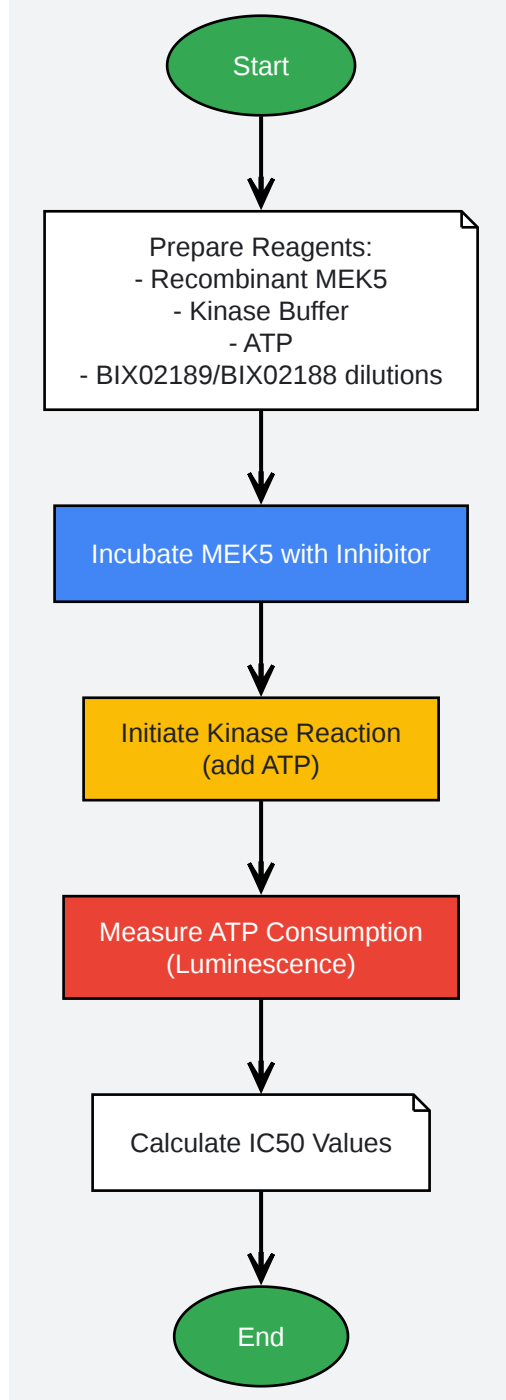 Start
Prepare Reagents:
- Recombinant MEK5
- Kinase Buffer
- ATP
- BIX02189/BIX02188 dilutions
Incubate MEK5 with Inhibitor
Initiate Kinase Reaction
(add ATP)
Measure ATP Consumption
(Luminescence)
Calculate IC50 Values
End